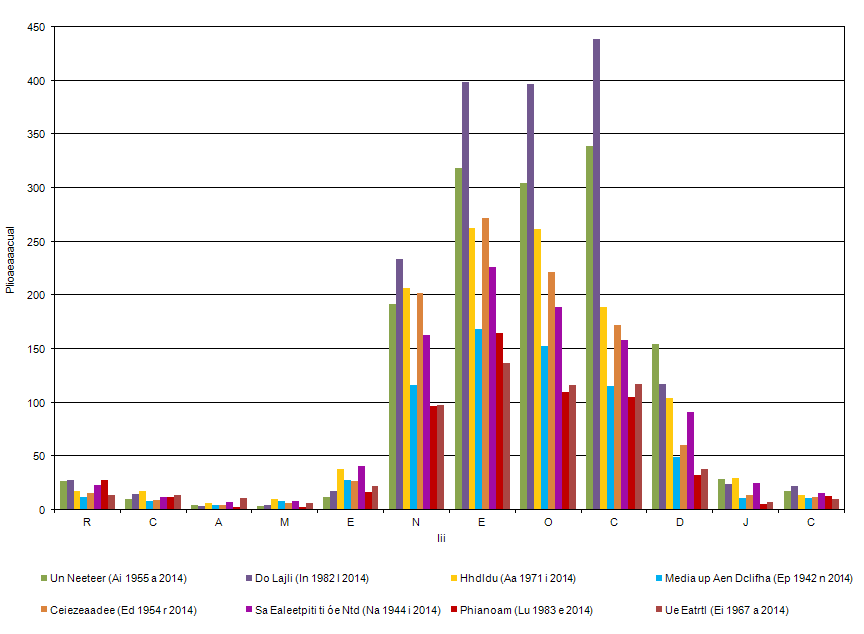 450
400
350
300
250
200
150
100
50
0
Plioaeaaacual
R C A M E N E O C D J C
Iii
Un Neeteer (Ai 1955 a 2014) Do Lajli (In 1982 l 2014) Hhdldu (Aa 1971 i 2014) Media up Aen Dclifha (Ep 1942 n 2014)
Ceiezeaadee (Ed 1954 r 2014) Sa Ealeetpiti ti óe Ntd (Na 1944 i 2014) Phianoam (Lu 1983 e 2014) Ue Eatrtl (Ei 1967 a 2014)